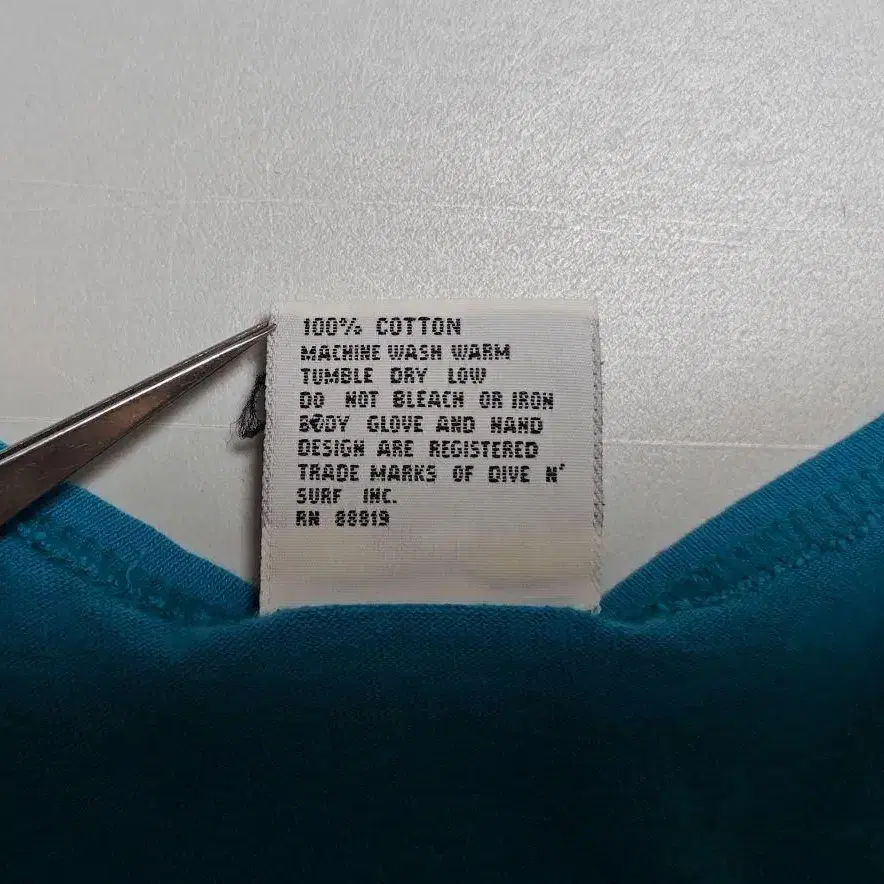 100% COTTON
MACHINE WASH WARM
TUMBLE DRY LOW
DO NOT BLEACH OR IRON
BODY GLOVE AND HAND
DESIGN ARE REGISTERED
TRADE MARKS OF DIVE N'
SURF INC.
RN 88819